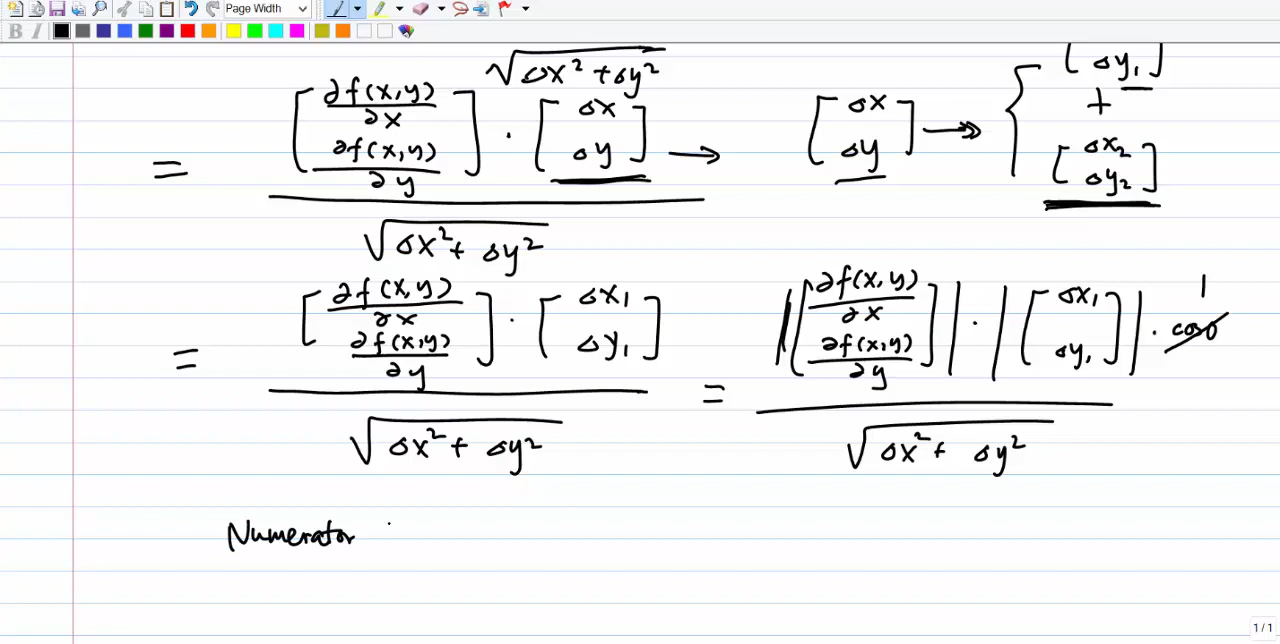 Page Width
B I
√(Δx² + Δy²)
= [∂f(x,y)/∂x ∂f(x,y)/∂y] · [Δx Δy] → [Δx Δy] ↠ { [Δy₁] + [Δx₂ Δy₂]
√(Δx² + Δy²)
= [∂f(x,y)/∂x ∂f(x,y)/∂y] · [Δx₁ Δy₁] = |[∂f(x,y)/∂x ∂f(x,y)/∂y]| · |[Δx₁ Δy₁]| · cos0 1
√(Δx² + Δy²) √(Δx² + Δy²)
Numerator
1 / 1